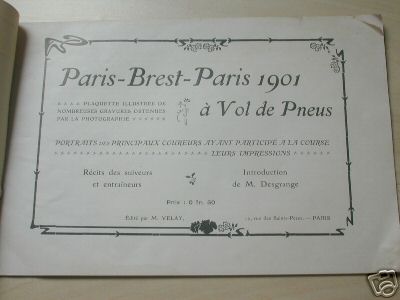 Paris-Brest-Paris 1901
PLAQUETTE ILLUSTRÉE DE
NOMBREUSES GRAVURES OBTENUES
PAR LA PHOTOGRAPHIE
à Vol de Pneus
PORTRAITS DES PRINCIPAUX COUREURS AYANT PARTICIPÉ A LA COURSE
LEURS IMPRESSIONS
Récits des suiveurs
et entraîneurs
Introduction
de M. Desgrange
Prix : 0 fr. 50
Édité par M. VELAY, rue des Saints-Pères. — PARIS